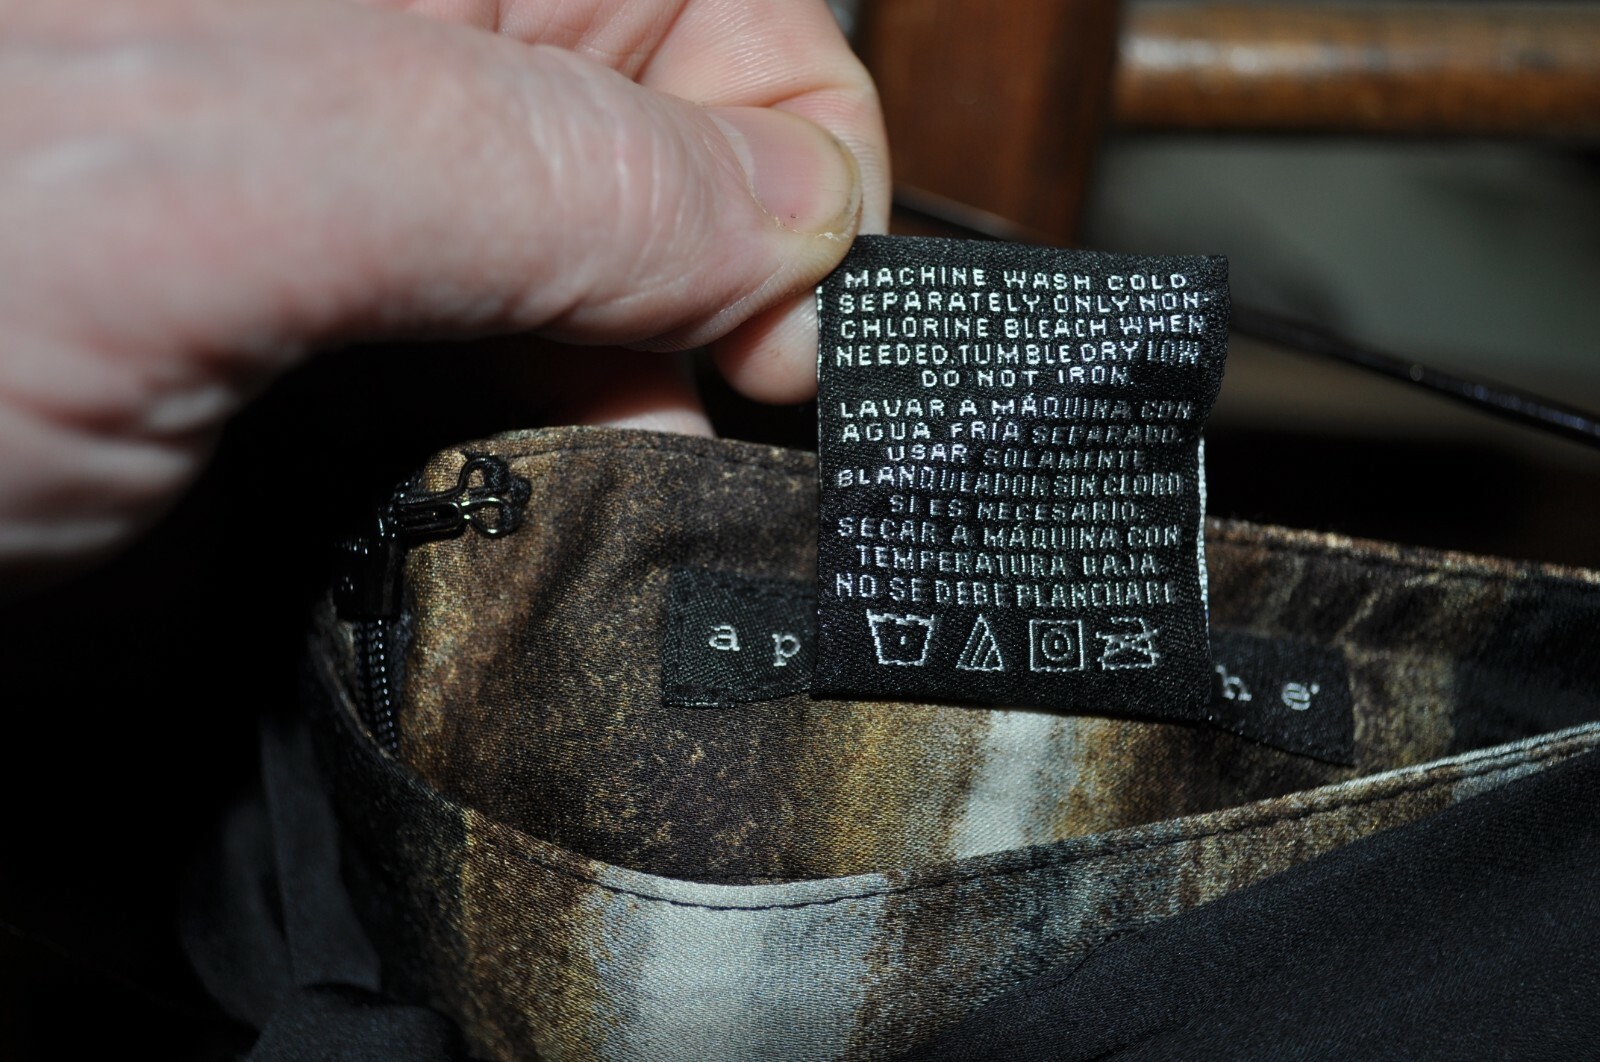 MACHINE WASH COLD
SEPARATELY ONLY NON-
CHLORINE BLEACH WHEN
NEEDED. TUMBLE DRY LOW
DO NOT IRON.
LAVAR A MÁQUINA CON
AGUA FRIA SEPARADO.
USAR SOLAMENTE
BLANQUEADOR SIN CLORO
SI ES NECESARIO.
SECAR A MÁQUINA CON
TEMPERATURA BAJA.
NO SE DEBE PLANCHAR.
a p
h e